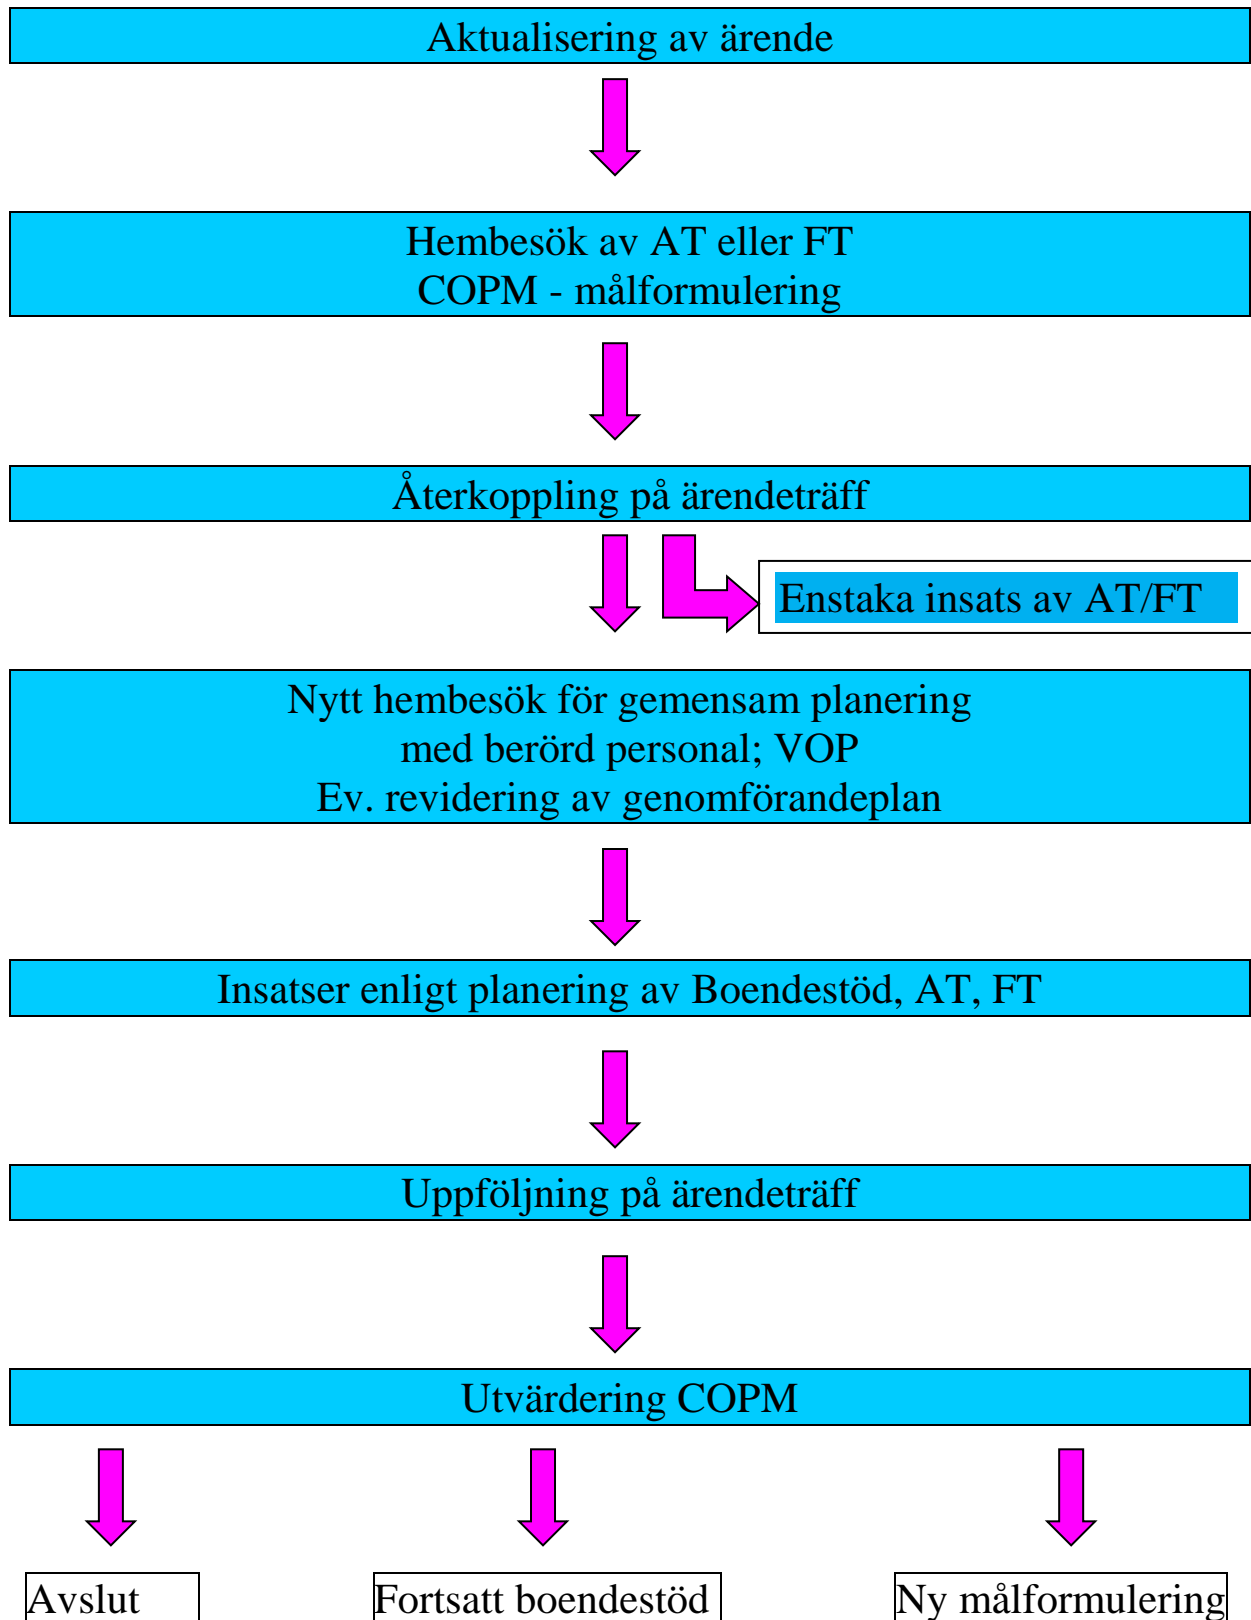 Aktualisering av ärende
Hembesök av AT eller FT
COPM - målformulering
Återkoppling på ärendeträff
Enstaka insats av AT/FT
Nytt hembesök för gemensam planering
med berörd personal; VOP
Ev. revidering av genomförandeplan
Insatser enligt planering av Boendestöd, AT, FT
Uppföljning på ärendeträff
Utvärdering COPM
Avslut
Fortsatt boendestöd
Ny målformulering